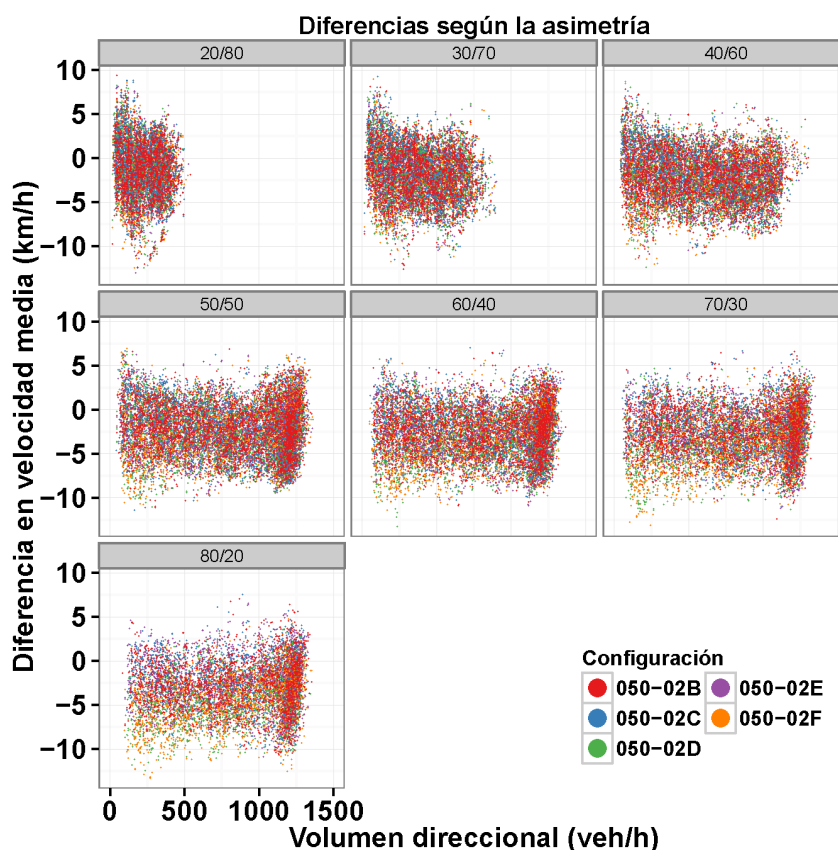 Diferencias según la asimetría
20/80
30/70
40/60
10
5
0
−5
−10
50/50
60/40
70/30
10
5
0
−5
−10
80/20
10
5
0
−5
−10
0 500 1000 1500
Diferencia en velocidad media (km/h)
Volumen direccional (veh/h)
Configuración
050−02B
050−02E
050−02C
050−02F
050−02D